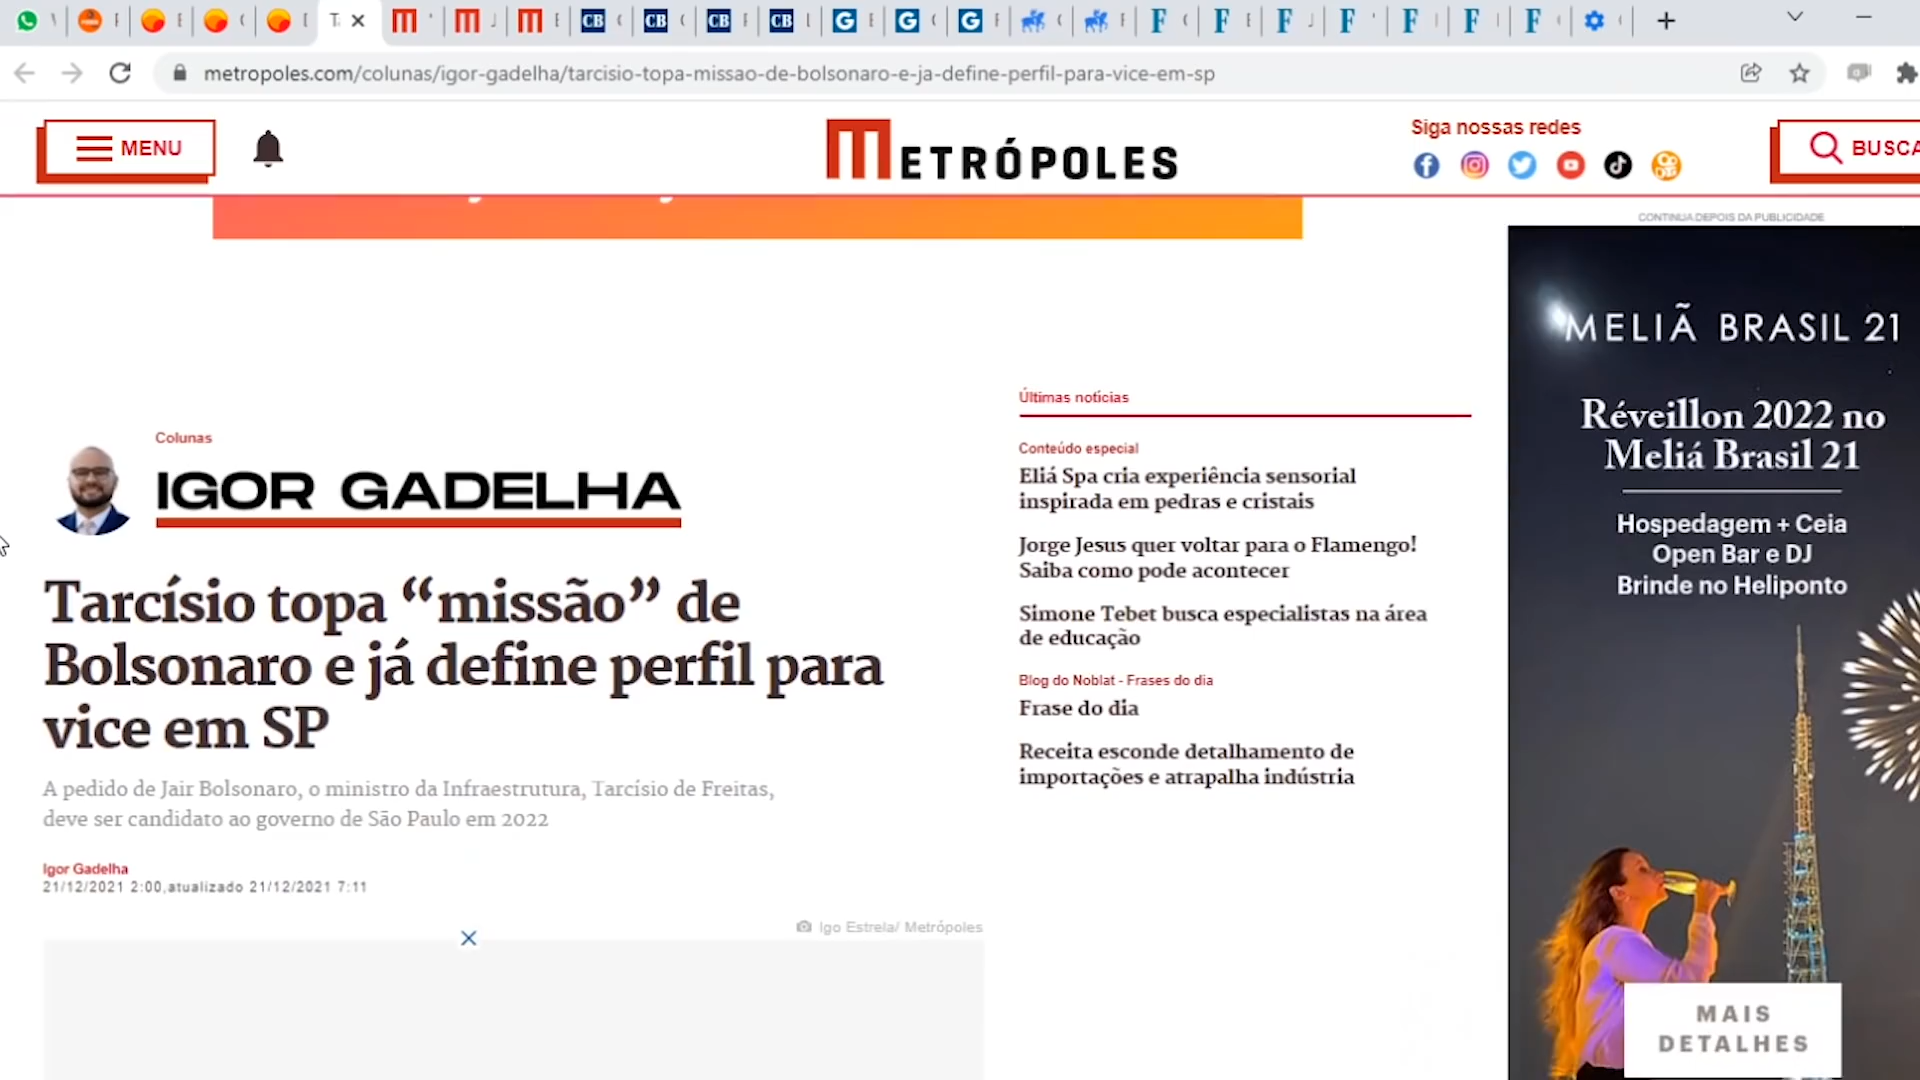 metropoles.com/colunas/igor-gadelha/tarcisio-topa-missao-de-bolsonaro-e-ja-define-perfil-para-vice-em-sp
MENU
METRÓPOLES
Siga nossas redes
BUSCA
CONTINUA DEPOIS DA PUBLICIDADE
Colunas
IGOR GADELHA
Tarcísio topa “missão” de
Bolsonaro e já define perfil para
vice em SP
A pedido de Jair Bolsonaro, o ministro da Infraestrutura, Tarcísio de Freitas,
deve ser candidato ao governo de São Paulo em 2022
Igor Gadelha
21/12/2021 2:00,atualizado 21/12/2021 7:11
Igo Estrela/ Metrópoles
Últimas notícias
Conteúdo especial
Eliá Spa cria experiência sensorial
inspirada em pedras e cristais
Jorge Jesus quer voltar para o Flamengo!
Saiba como pode acontecer
Simone Tebet busca especialistas na área
de educação
Blog do Noblat - Frases do dia
Frase do dia
Receita esconde detalhamento de
importações e atrapalha indústria
MELIÃ BRASIL 21
Réveillon 2022 no
Meliá Brasil 21
Hospedagem + Ceia
Open Bar e DJ
Brinde no Heliponto
MAIS
DETALHES